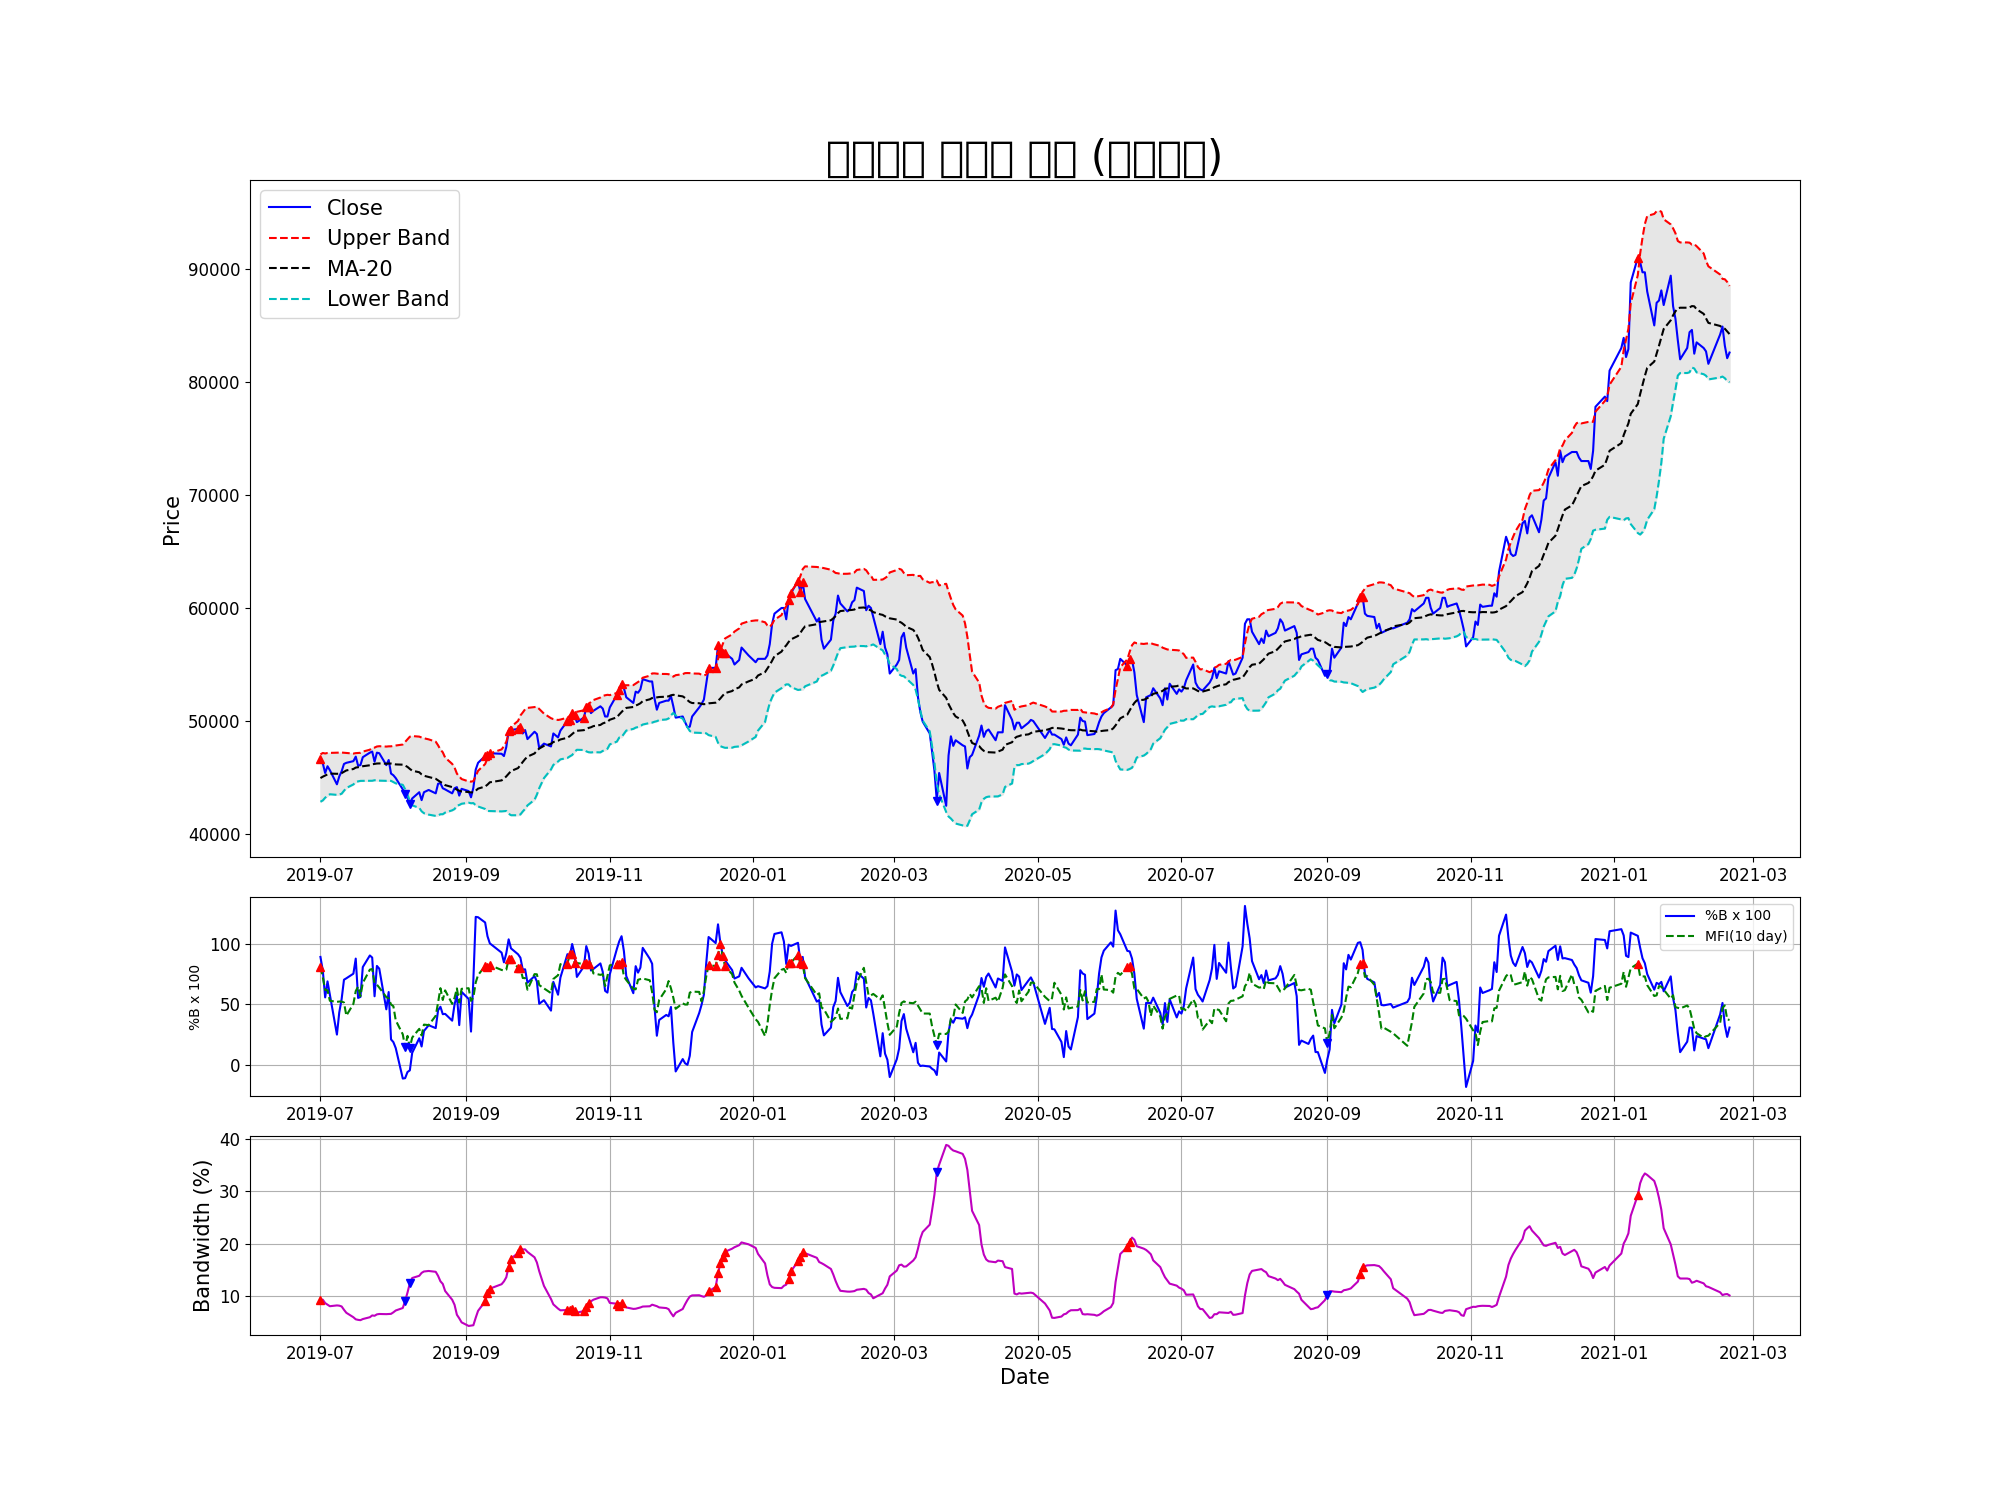 Close
Upper Band
MA-20
Lower Band
Price
90000
80000
70000
60000
50000
40000
2019-07 2019-09 2019-11 2020-01 2020-03 2020-05 2020-07 2020-09 2020-11 2021-01 2021-03
%B x 100
MFI(10 day)
%B x 100
100
50
0
2019-07 2019-09 2019-11 2020-01 2020-03 2020-05 2020-07 2020-09 2020-11 2021-01 2021-03
Bandwidth (%)
40
30
20
10
2019-07 2019-09 2019-11 2020-01 2020-03 2020-05 2020-07 2020-09 2020-11 2021-01 2021-03
Date